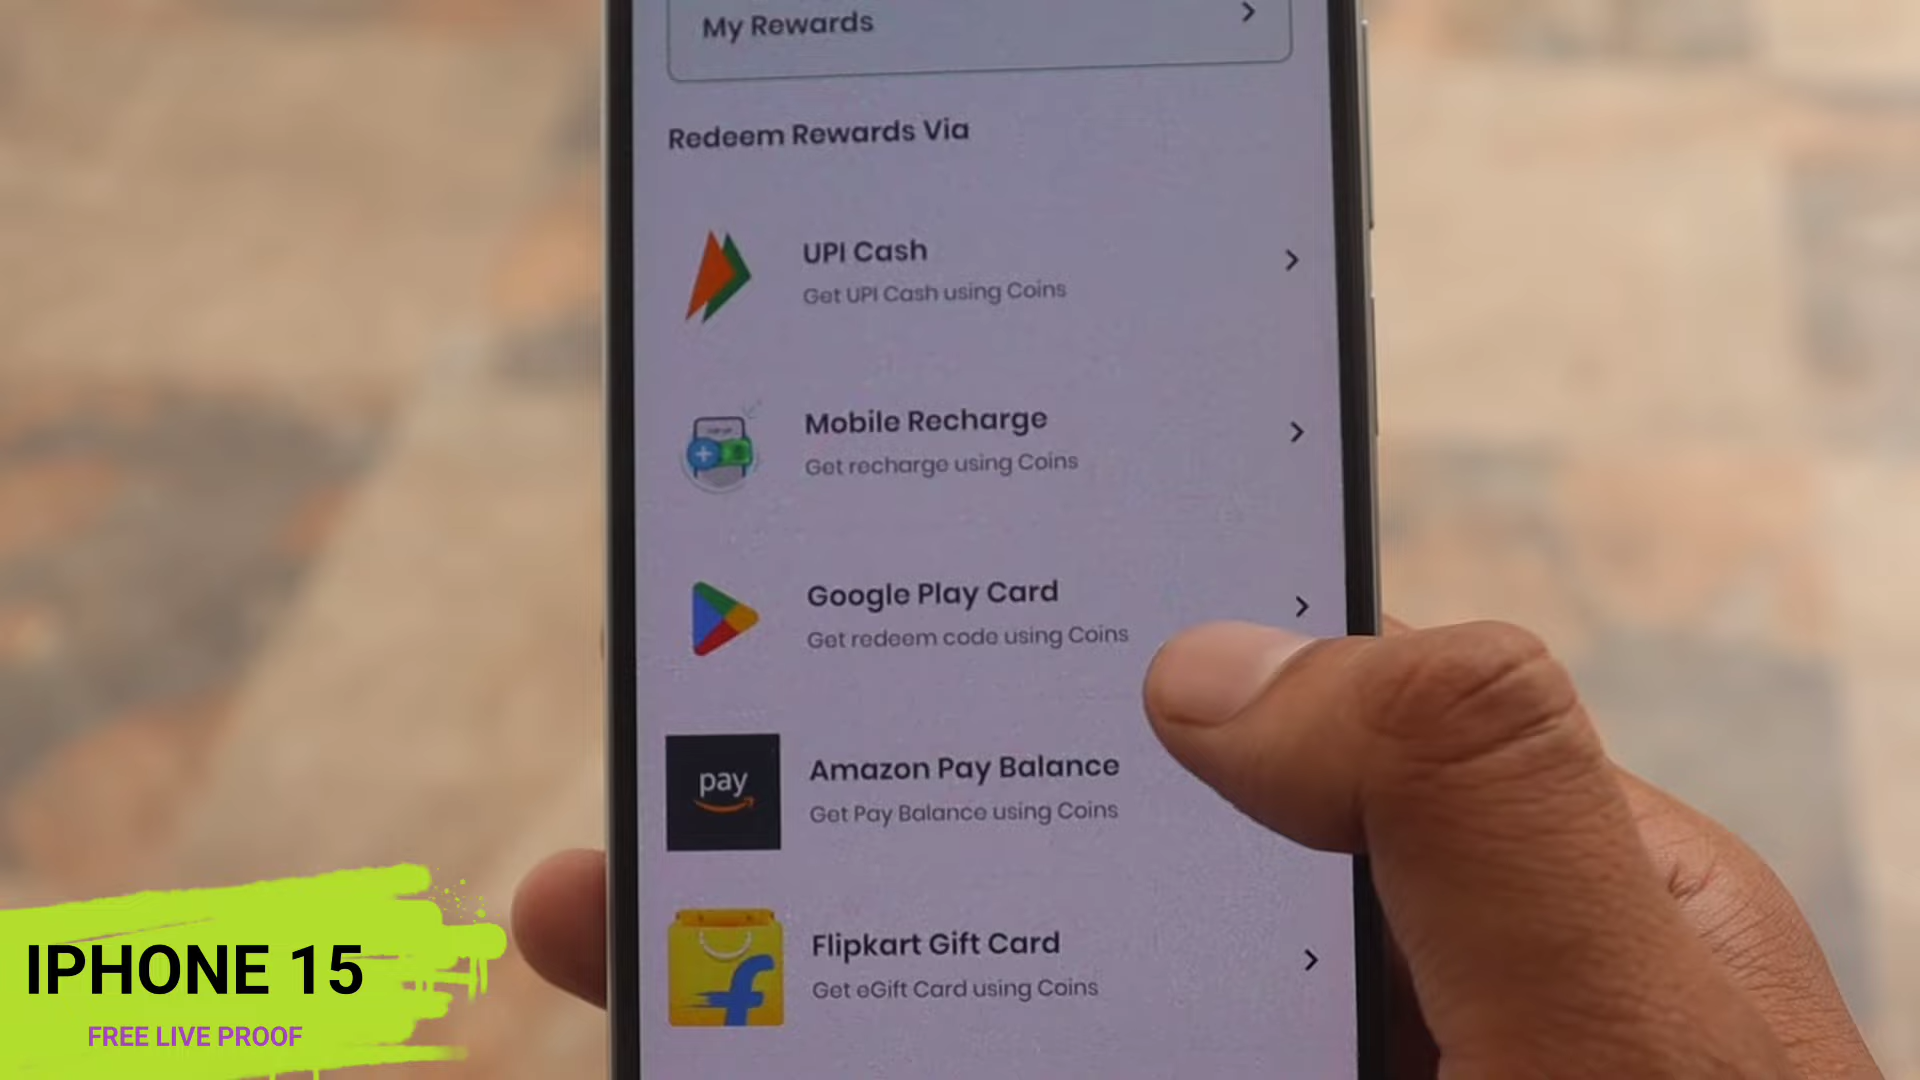 My Rewards
Redeem Rewards Via
UPI Cash
Get UPI Cash using Coins
Mobile Recharge
Get recharge using Coins
Google Play Card
Get redeem code using Coins
pay
Amazon Pay Balance
Get Pay Balance using Coins
Flipkart Gift Card
Get eGift Card using Coins
IPHONE 15
FREE LIVE PROOF